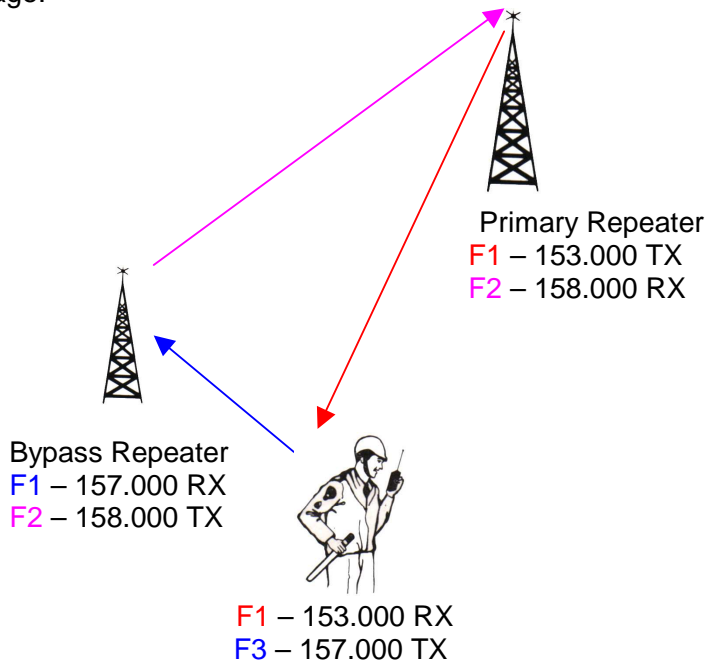 Primary Repeater
F1 – 153.000 TX
F2 – 158.000 RX
Bypass Repeater
F1 – 157.000 RX
F2 – 158.000 TX
F1 – 153.000 RX
F3 – 157.000 TX